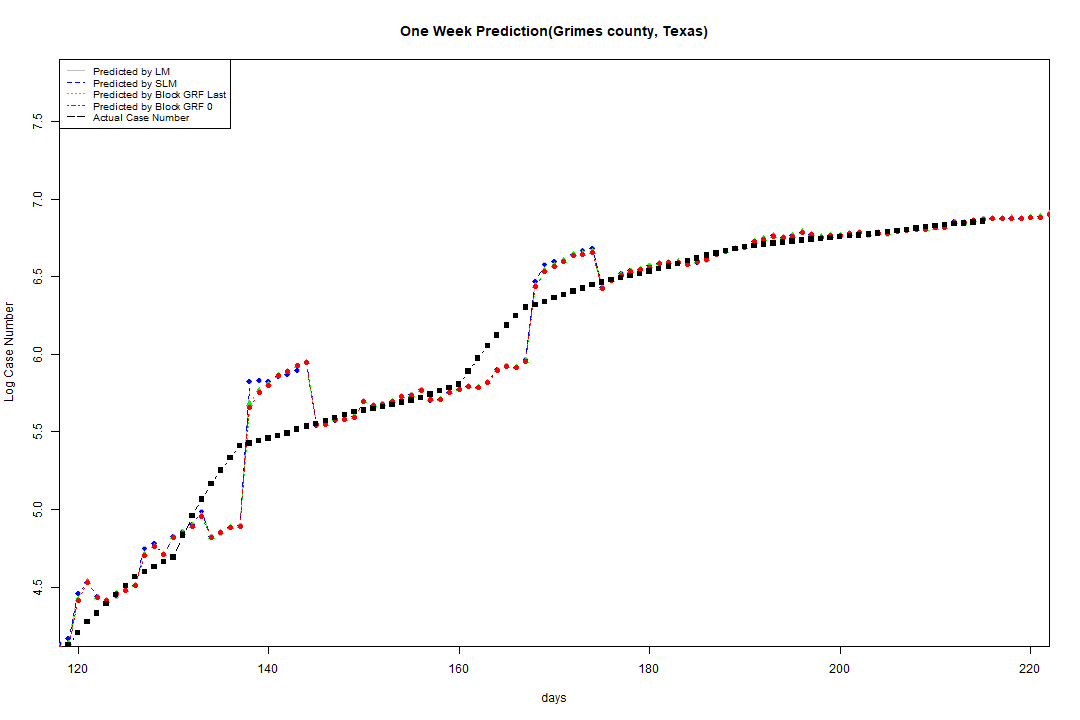 One Week Prediction(Grimes county, Texas)
Predicted by LM
Predicted by SLM
Predicted by Block GRF Last
Predicted by Block GRF 0
Actual Case Number
7.5
7.0
6.5
6.0
5.5
5.0
4.5
Log Case Number
120 140 160 180 200 220
days